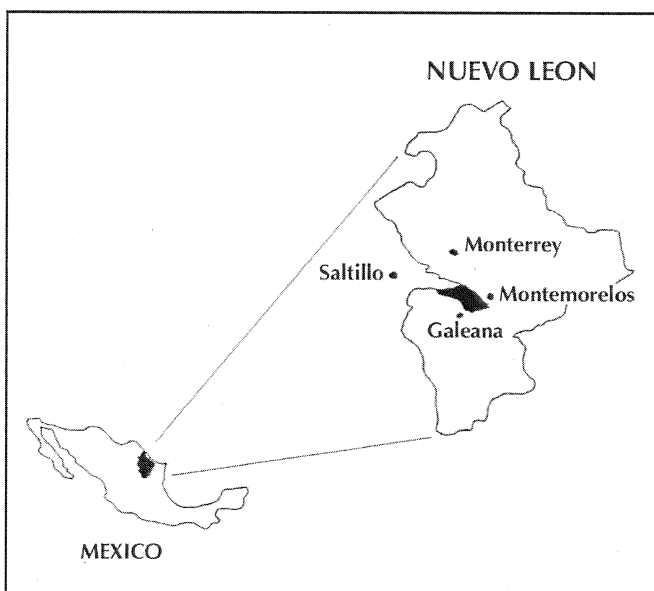 NUEVO LEON
Monterrey
Saltillo
Montemorelos
Galeana
MEXICO